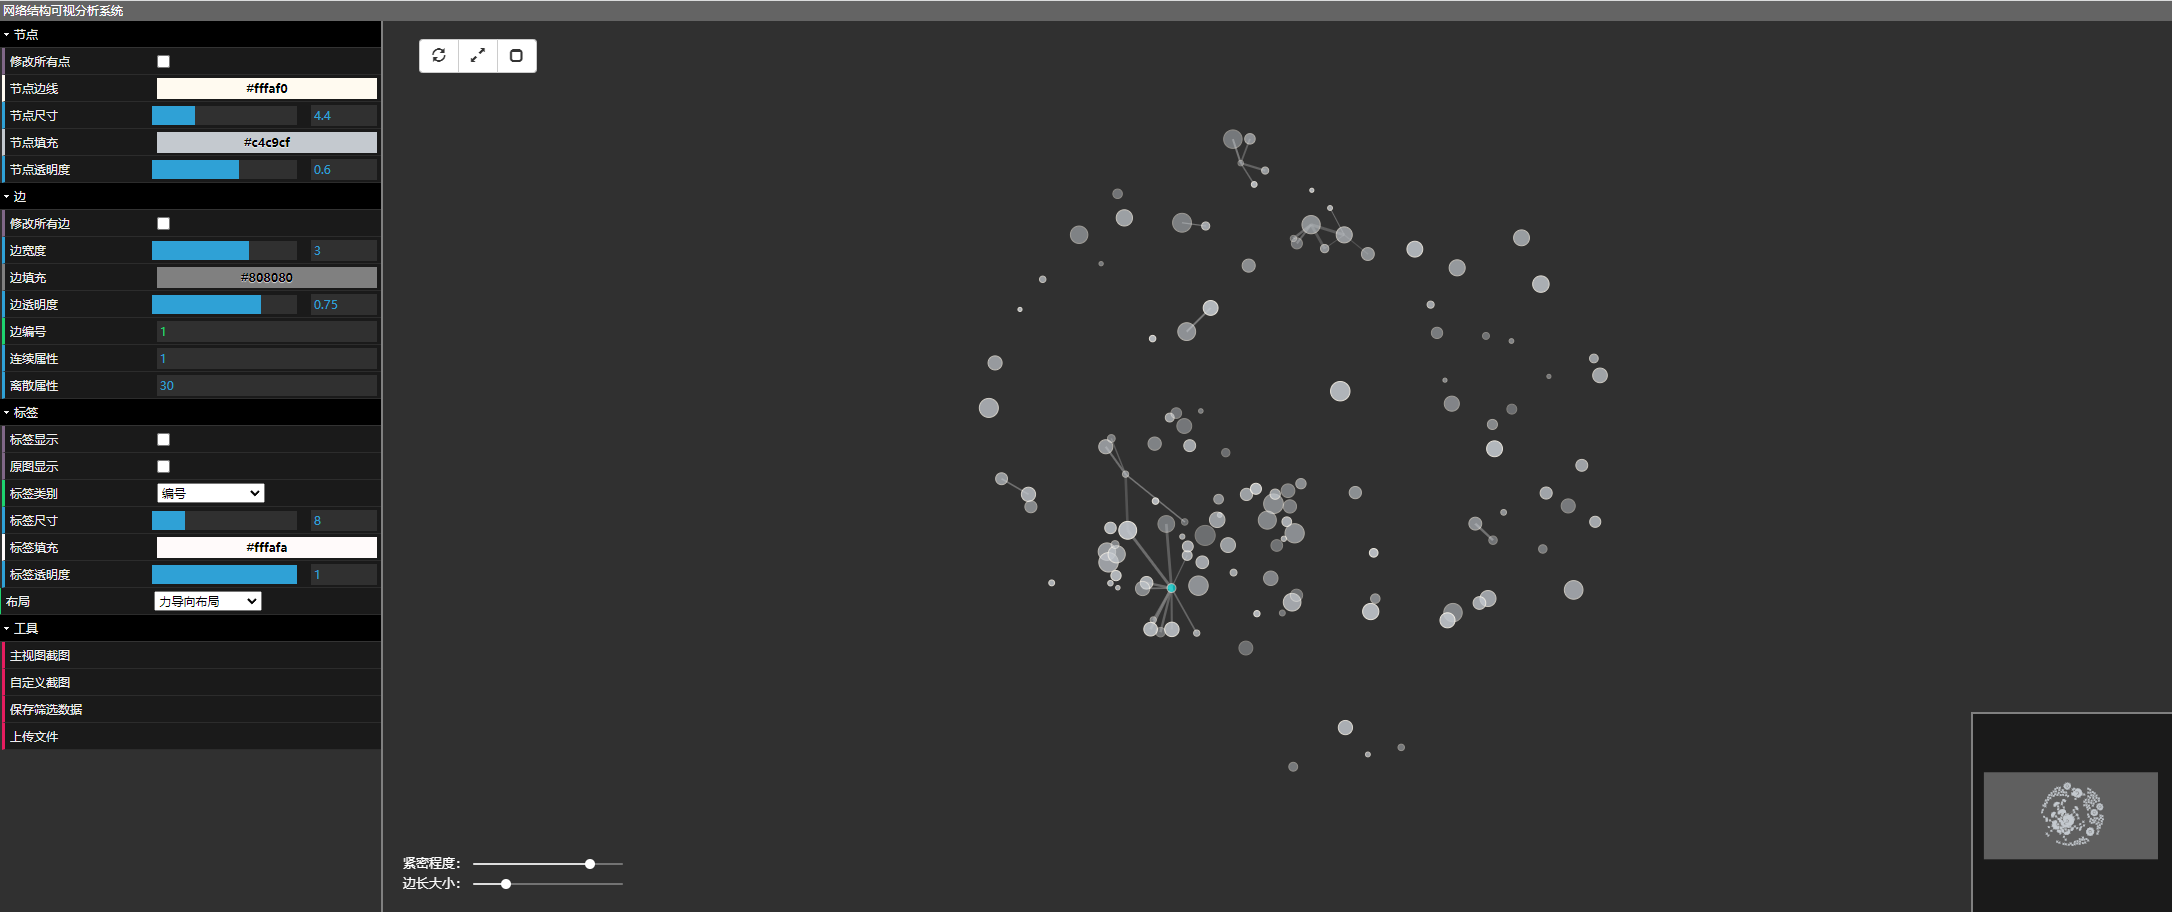 网络结构可视分析系统
节点
修改所有点
节点边线 #fffaf0
节点尺寸 4.4
节点填充 #c4c9cf
节点透明度 0.6
边
修改所有边
边宽度 3
边填充 #808080
边透明度 0.75
边编号 1
连续属性 1
离散属性 30
标签
标签显示
原图显示
标签类别 编号
标签尺寸 8
标签填充 #fffafa
标签透明度 1
布局 力导向布局
工具
主视图截图
自定义截图
保存筛选数据
上传文件
紧密程度：
边长大小：